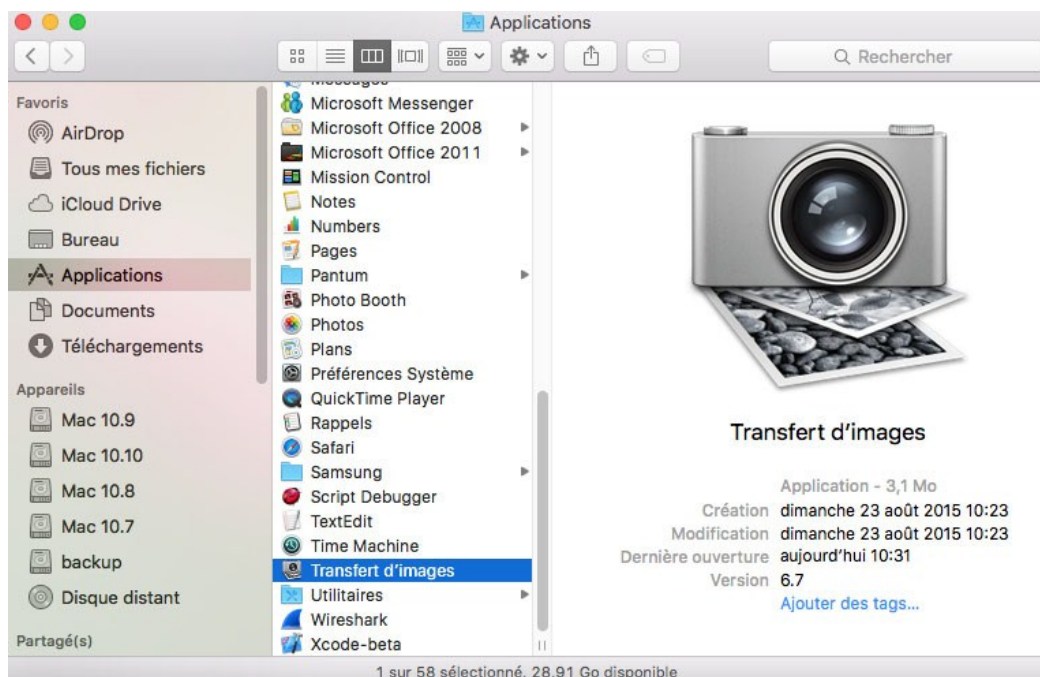 Applications
Rechercher
Favoris
AirDrop
Tous mes fichiers
iCloud Drive
Bureau
Applications
Documents
Téléchargements
Appareils
Mac 10.9
Mac 10.10
Mac 10.8
Mac 10.7
backup
Disque distant
Partagé(s)
Messages
Microsoft Messenger
Microsoft Office 2008
Microsoft Office 2011
Mission Control
Notes
Numbers
Pages
Pantum
Photo Booth
Photos
Plans
Préférences Système
QuickTime Player
Rappels
Safari
Samsung
Script Debugger
TextEdit
Time Machine
Transfert d’images
Utilitaires
Wireshark
Xcode-beta
Transfert d’images
Application - 3,1 Mo
Création dimanche 23 août 2015 10:23
Modification dimanche 23 août 2015 10:23
Dernière ouverture aujourd’hui 10:31
Version 6.7
Ajouter des tags...
1 sur 58 sélectionné, 28,91 Go disponible